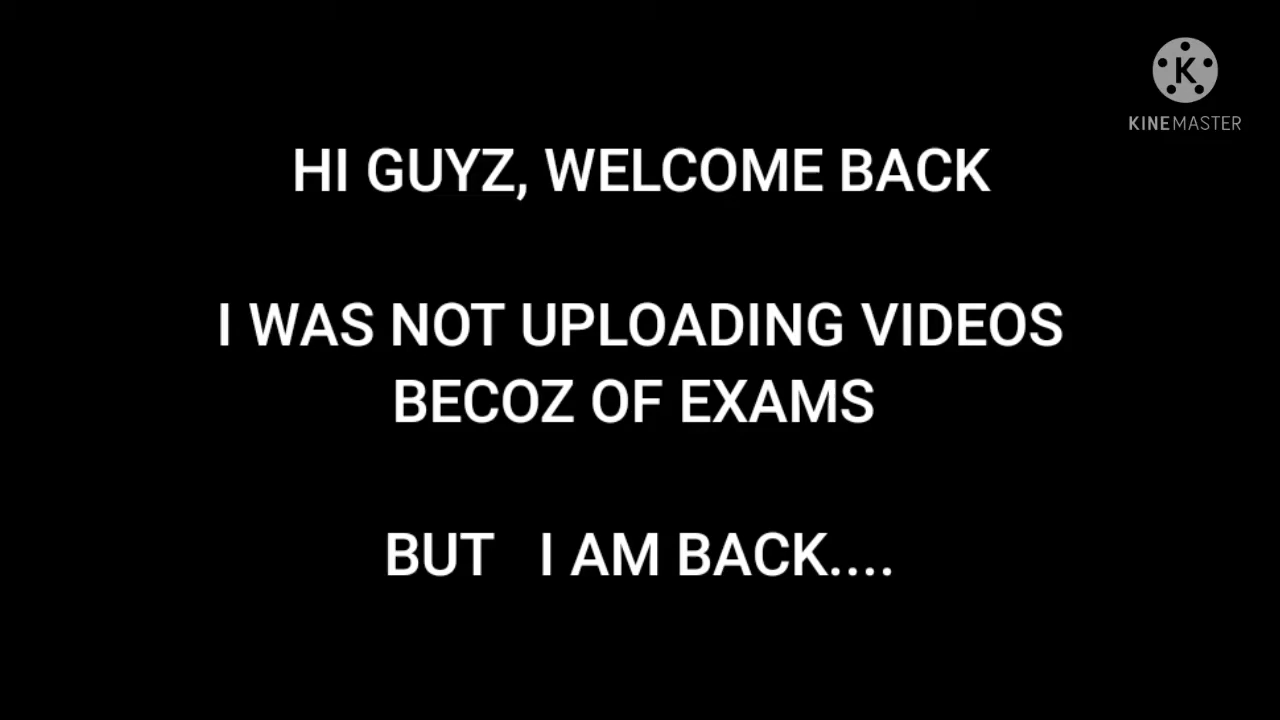 K
KINEMASTER
HI GUYZ, WELCOME BACK
I WAS NOT UPLOADING VIDEOS
BECOZ OF EXAMS
BUT I AM BACK....